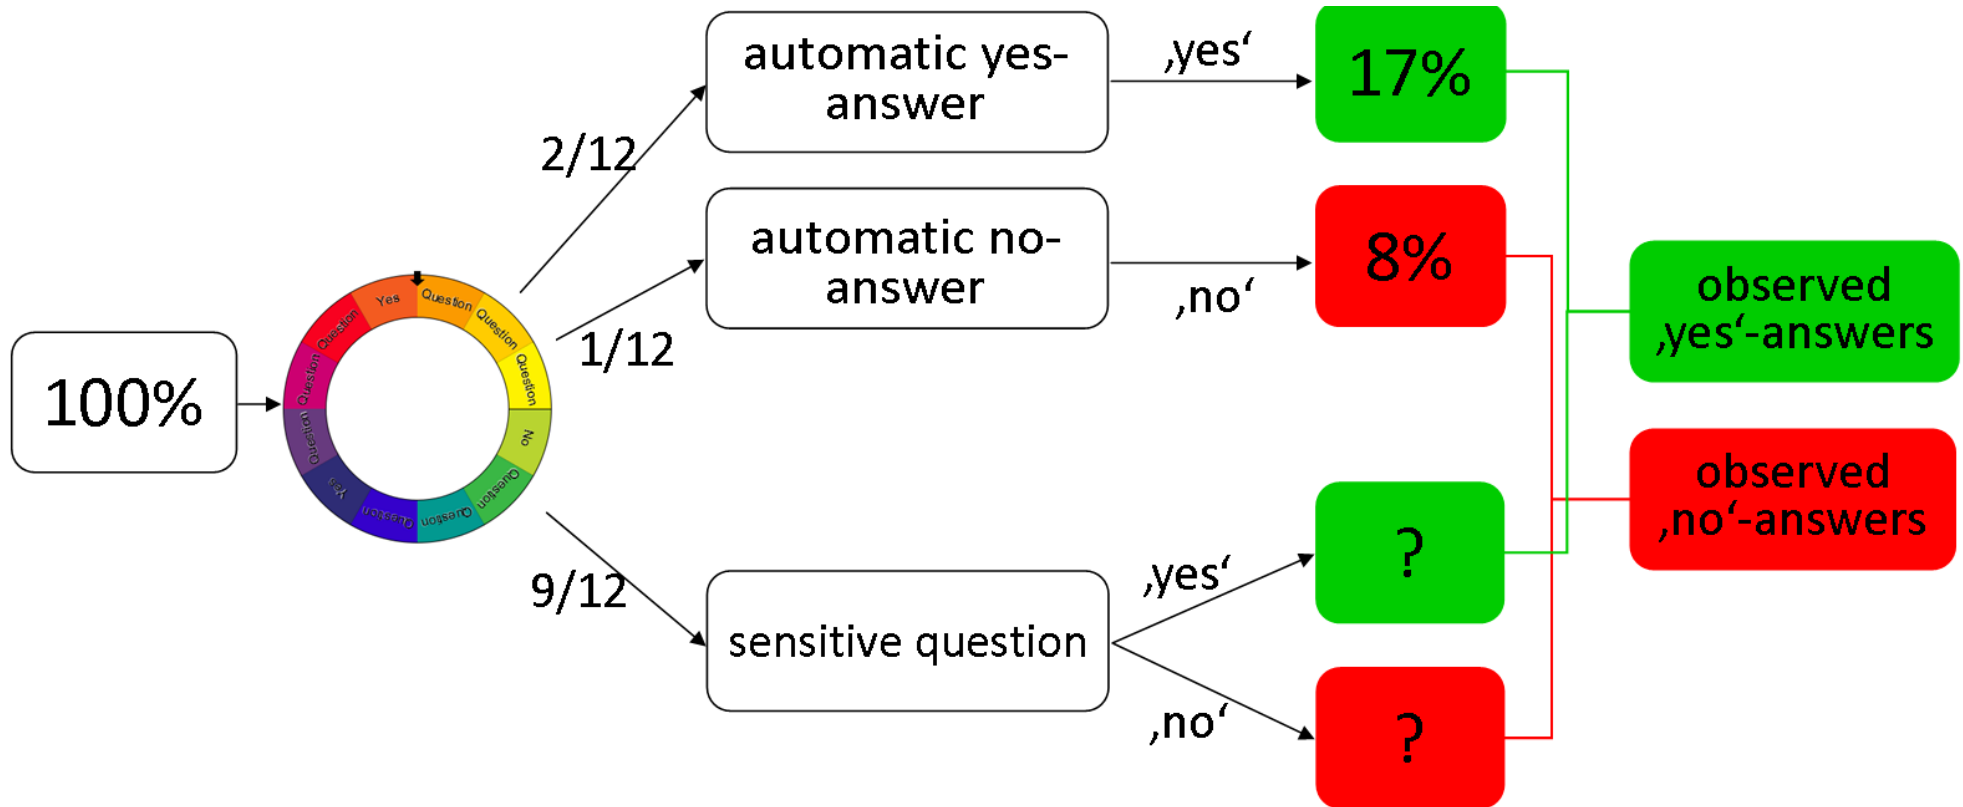 100%
Yes
Question
Question
Question
No
Question
Question
Question
Yes
Question
Question
Question
2/12
1/12
9/12
automatic yes-
answer
automatic no-
answer
sensitive question
‚yes‘
‚no‘
‚yes‘
‚no‘
17%
8%
?
?
observed
‚yes‘-answers
observed
‚no‘-answers